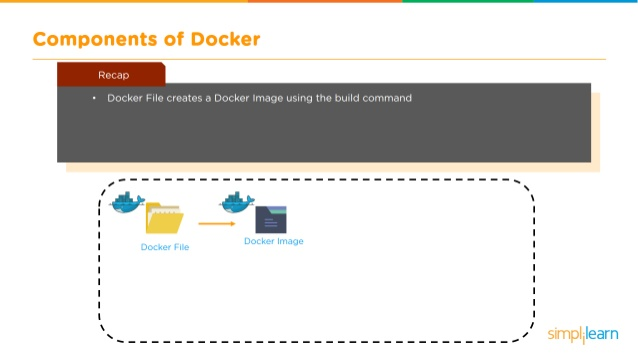 Components of Docker
Recap
• Docker File creates a Docker Image using the build command
Docker File
Docker Image
simplilearn